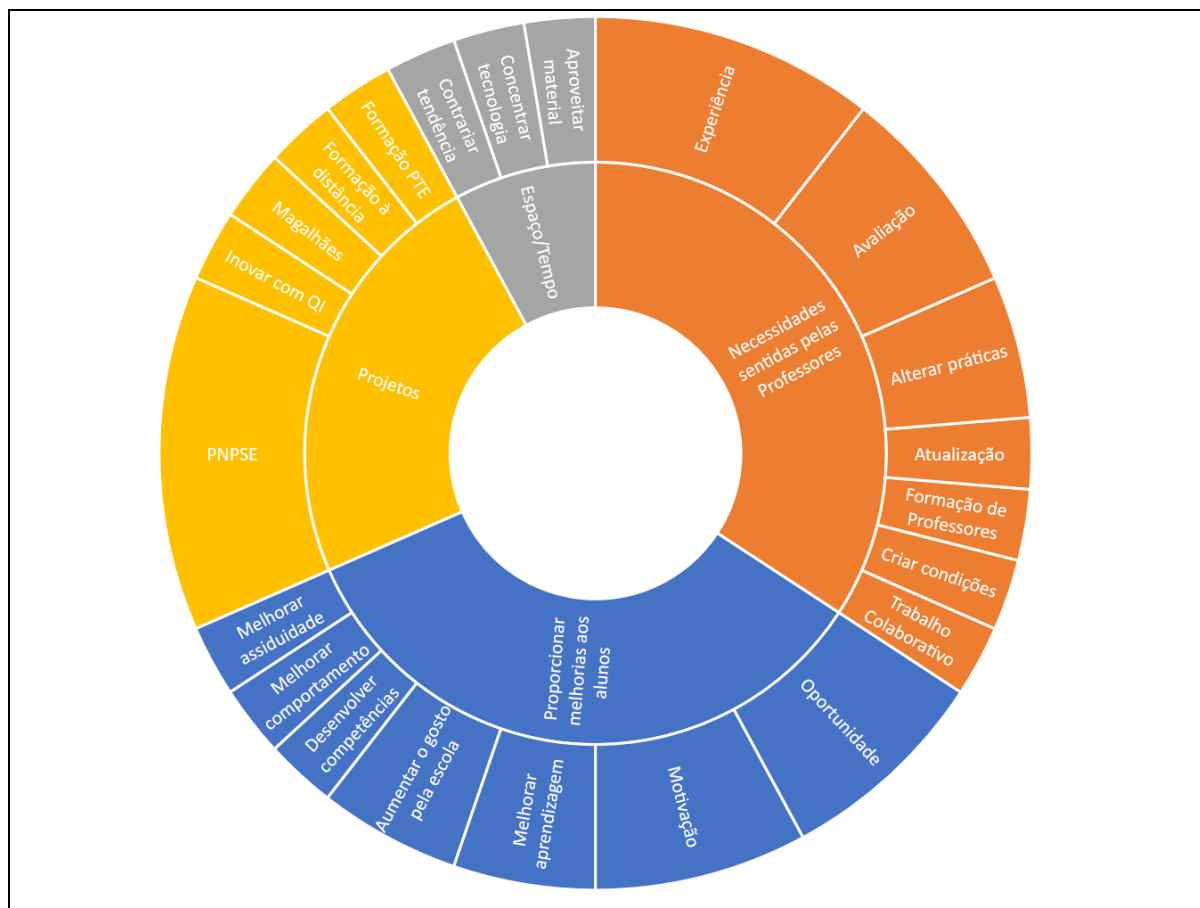 Experiência
Avaliação
Alterar práticas
Atualização
Formação de
Professores
Criar condições
Trabalho
Colaborativo
Necessidades
sentidas pelas
Professores
Oportunidade
Motivação
Melhorar
aprendizagem
Aumentar o gosto
pela escola
Desenvolver
competências
Melhorar
comportamento
Melhorar
assiduidade
Proporcionar
melhorias aos
alunos
PNPSE
Inovar com QI
Magalhães
Formação à
distância
Formação PTE
Projetos
Contrariar
tendência
Concentrar
tecnologia
Aproveitar
material
Espaço/Tempo